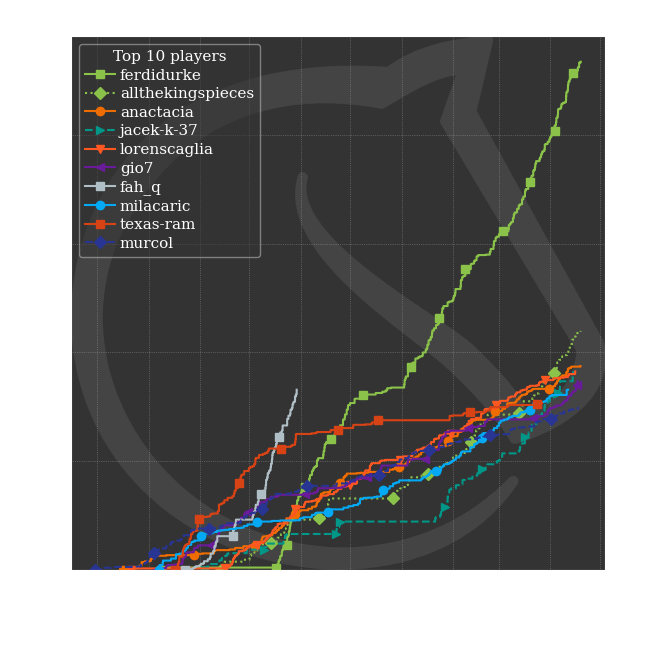 Top 10 players
ferdidurke
allthekingspieces
anactacia
jacek-k-37
lorenscaglia
gio7
fah_q
milacaric
texas-ram
murcol